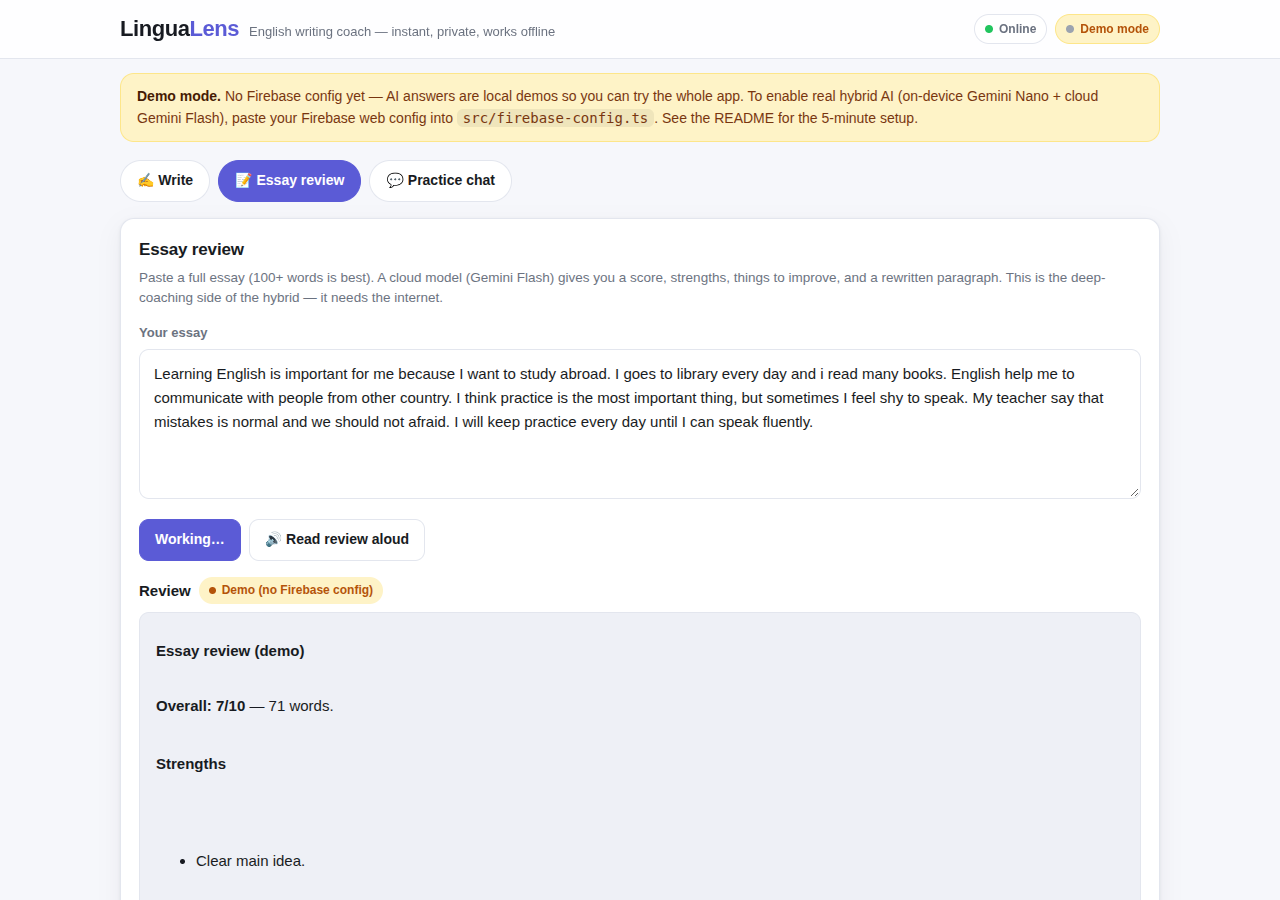 LinguaLens English writing coach — instant, private, works offline Online Demo mode
Demo mode. No Firebase config yet — AI answers are local demos so you can try the whole app. To enable real hybrid AI (on-device Gemini Nano + cloud
Gemini Flash), paste your Firebase web config into src/firebase-config.ts. See the README for the 5-minute setup.
✍️ Write 📝 Essay review 💬 Practice chat
Essay review
Paste a full essay (100+ words is best). A cloud model (Gemini Flash) gives you a score, strengths, things to improve, and a rewritten paragraph. This is the deep-
coaching side of the hybrid — it needs the internet.
Your essay
Learning English is important for me because I want to study abroad. I goes to library every day and i read many books. English help me to
communicate with people from other country. I think practice is the most important thing, but sometimes I feel shy to speak. My teacher say that
mistakes is normal and we should not afraid. I will keep practice every day until I can speak fluently.
Working… 🔊 Read review aloud
Review Demo (no Firebase config)
Essay review (demo)
Overall: 7/10 — 71 words.
Strengths
• Clear main idea.